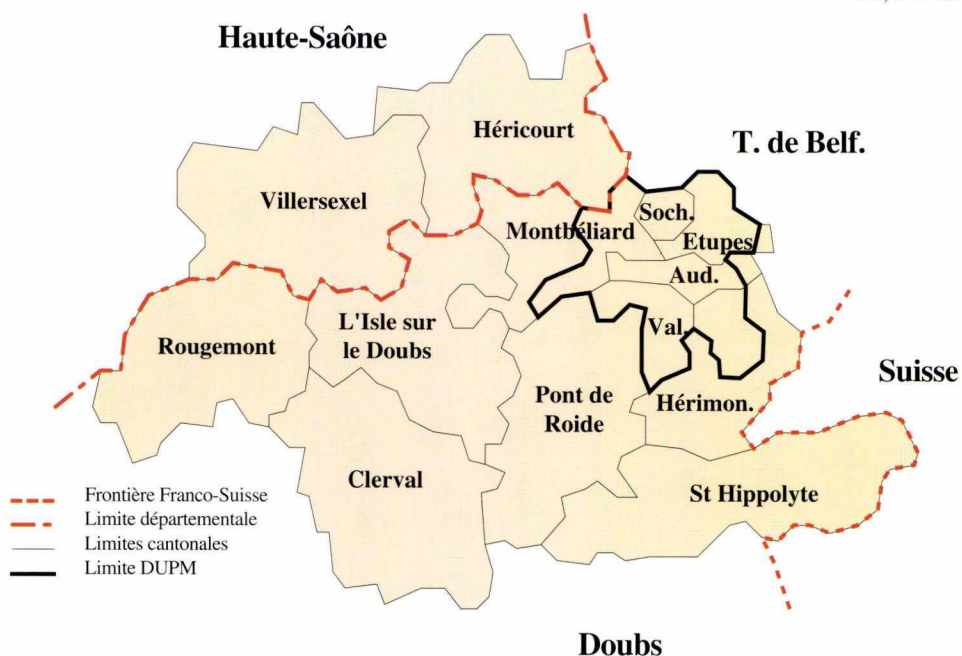 Haute-Saône
Héricourt
T. de Belf.
Villersexel
Soch.
Montbéliard
Etupes
Aud.
L'Isle sur
le Doubs
Val.
Rougemont
Suisse
Pont de
Roide
Hérimon.
Clerval
St Hippolyte
Frontière Franco-Suisse
Limite départementale
Limites cantonales
Limite DUPM
Doubs